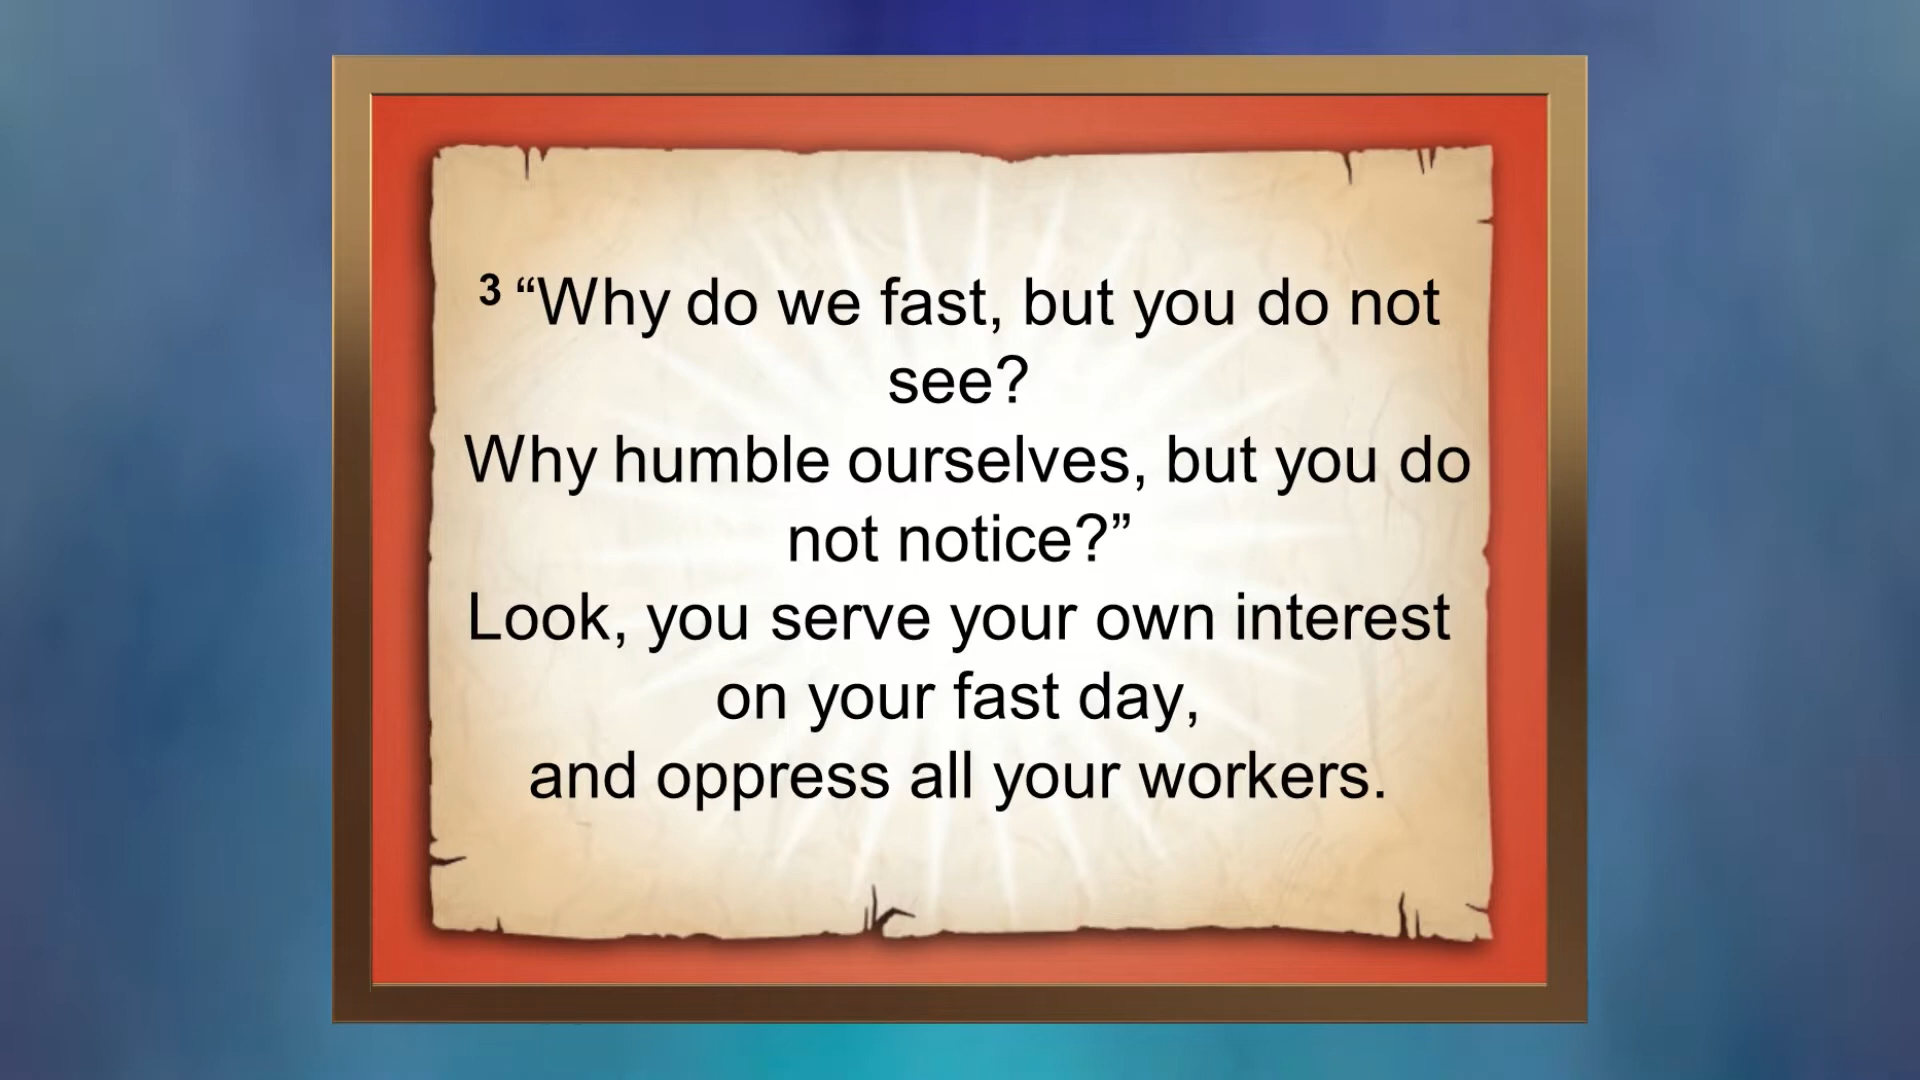 3 “Why do we fast, but you do not
see?
Why humble ourselves, but you do
not notice?”
Look, you serve your own interest
on your fast day,
and oppress all your workers.